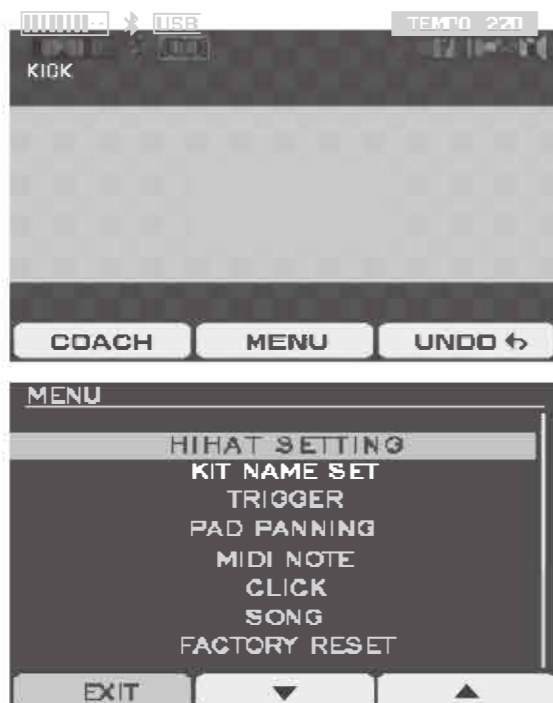 USB TEMPO 220
KICK
COACH MENU UNDO
MENU
HIHAT SETTING
KIT NAME SET
TRIGGER
PAD PANNING
MIDI NOTE
CLICK
SONG
FACTORY RESET
EXIT